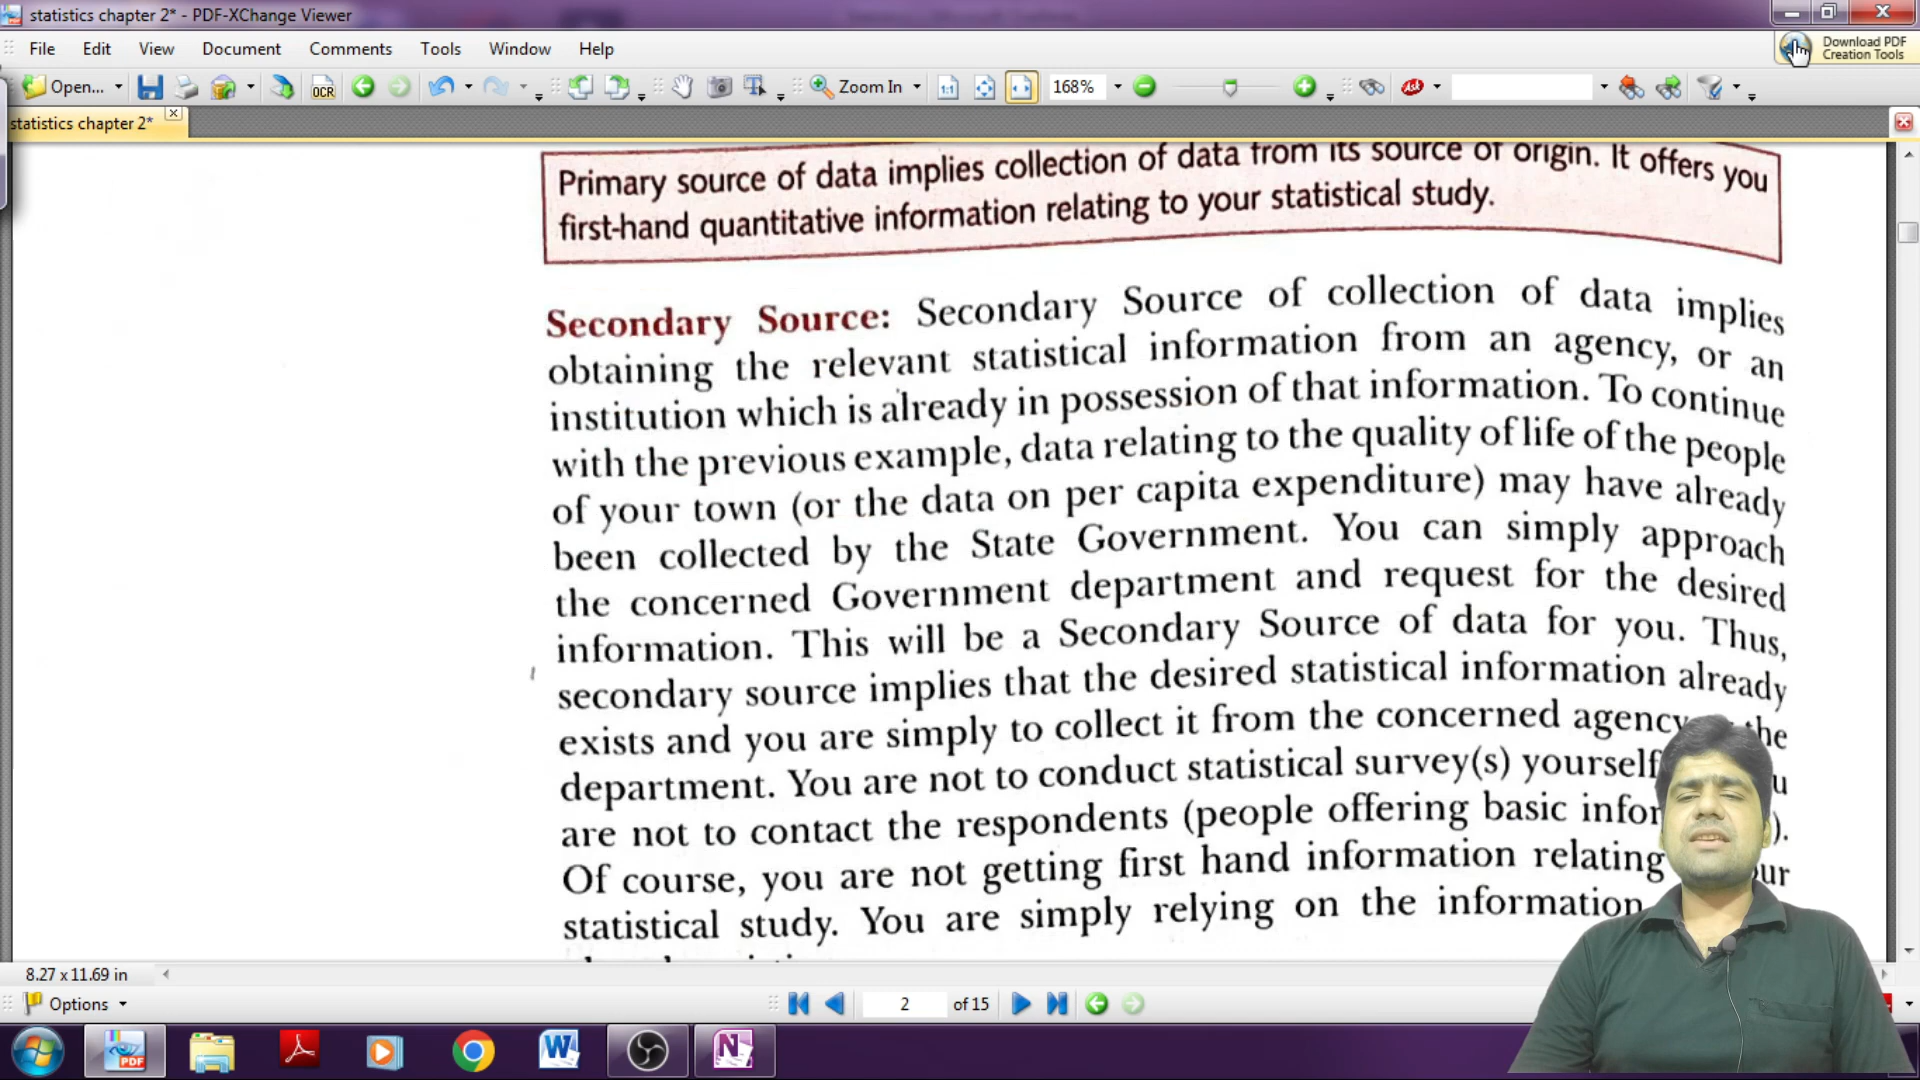 statistics chapter 2* - PDF-XChange Viewer
File Edit View Document Comments Tools Window Help
Download PDF
Creation Tools
Open... OCR Zoom In 1:1 168%
statistics chapter 2*
Primary source of data implies collection of data from its source of origin. It offers you
first-hand quantitative information relating to your statistical study.
Secondary Source: Secondary Source of collection of data implies
obtaining the relevant statistical information from an agency, or an
institution which is already in possession of that information. To continue
with the previous example, data relating to the quality of life of the people
of your town (or the data on per capita expenditure) may have already
been collected by the State Government. You can simply approach
the concerned Government department and request for the desired
information. This will be a Secondary Source of data for you. Thus,
secondary source implies that the desired statistical information already
exists and you are simply to collect it from the concerned agency the
department. You are not to conduct statistical survey(s) yourself
are not to contact the respondents (people offering basic infor ).
Of course, you are not getting first hand information relating
statistical study. You are simply relying on the information
8.27 x 11.69 in
Options 2 of 15
PDF